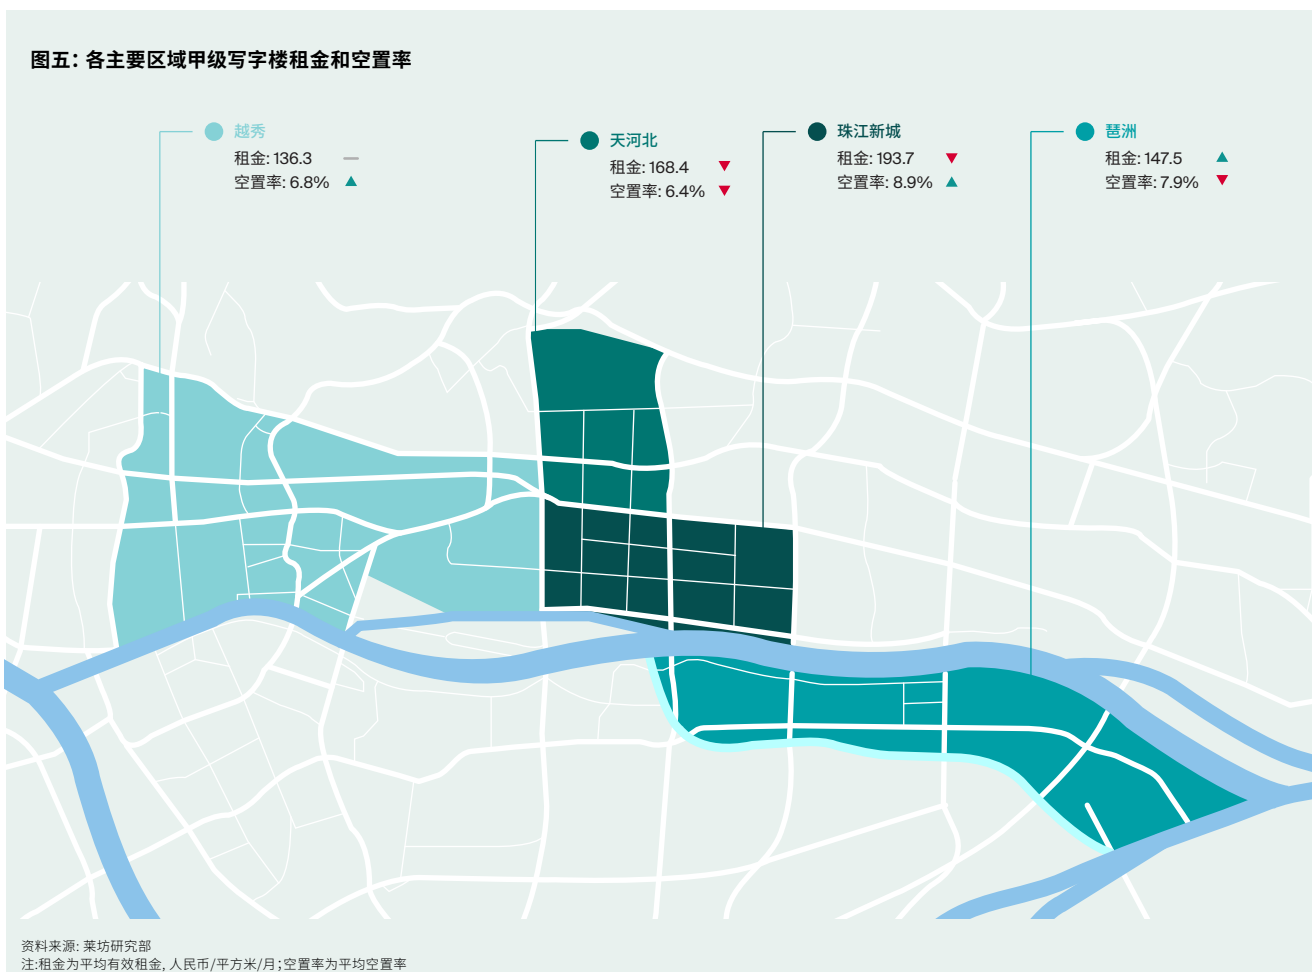 图五：各主要区域甲级写字楼租金和空置率
越秀
租金: 136.3
空置率: 6.8%
天河北
租金: 168.4
空置率: 6.4%
珠江新城
租金: 193.7
空置率: 8.9%
琶洲
租金: 147.5
空置率: 7.9%
资料来源: 莱坊研究部
注:租金为平均有效租金, 人民币/平方米/月；空置率为平均空置率